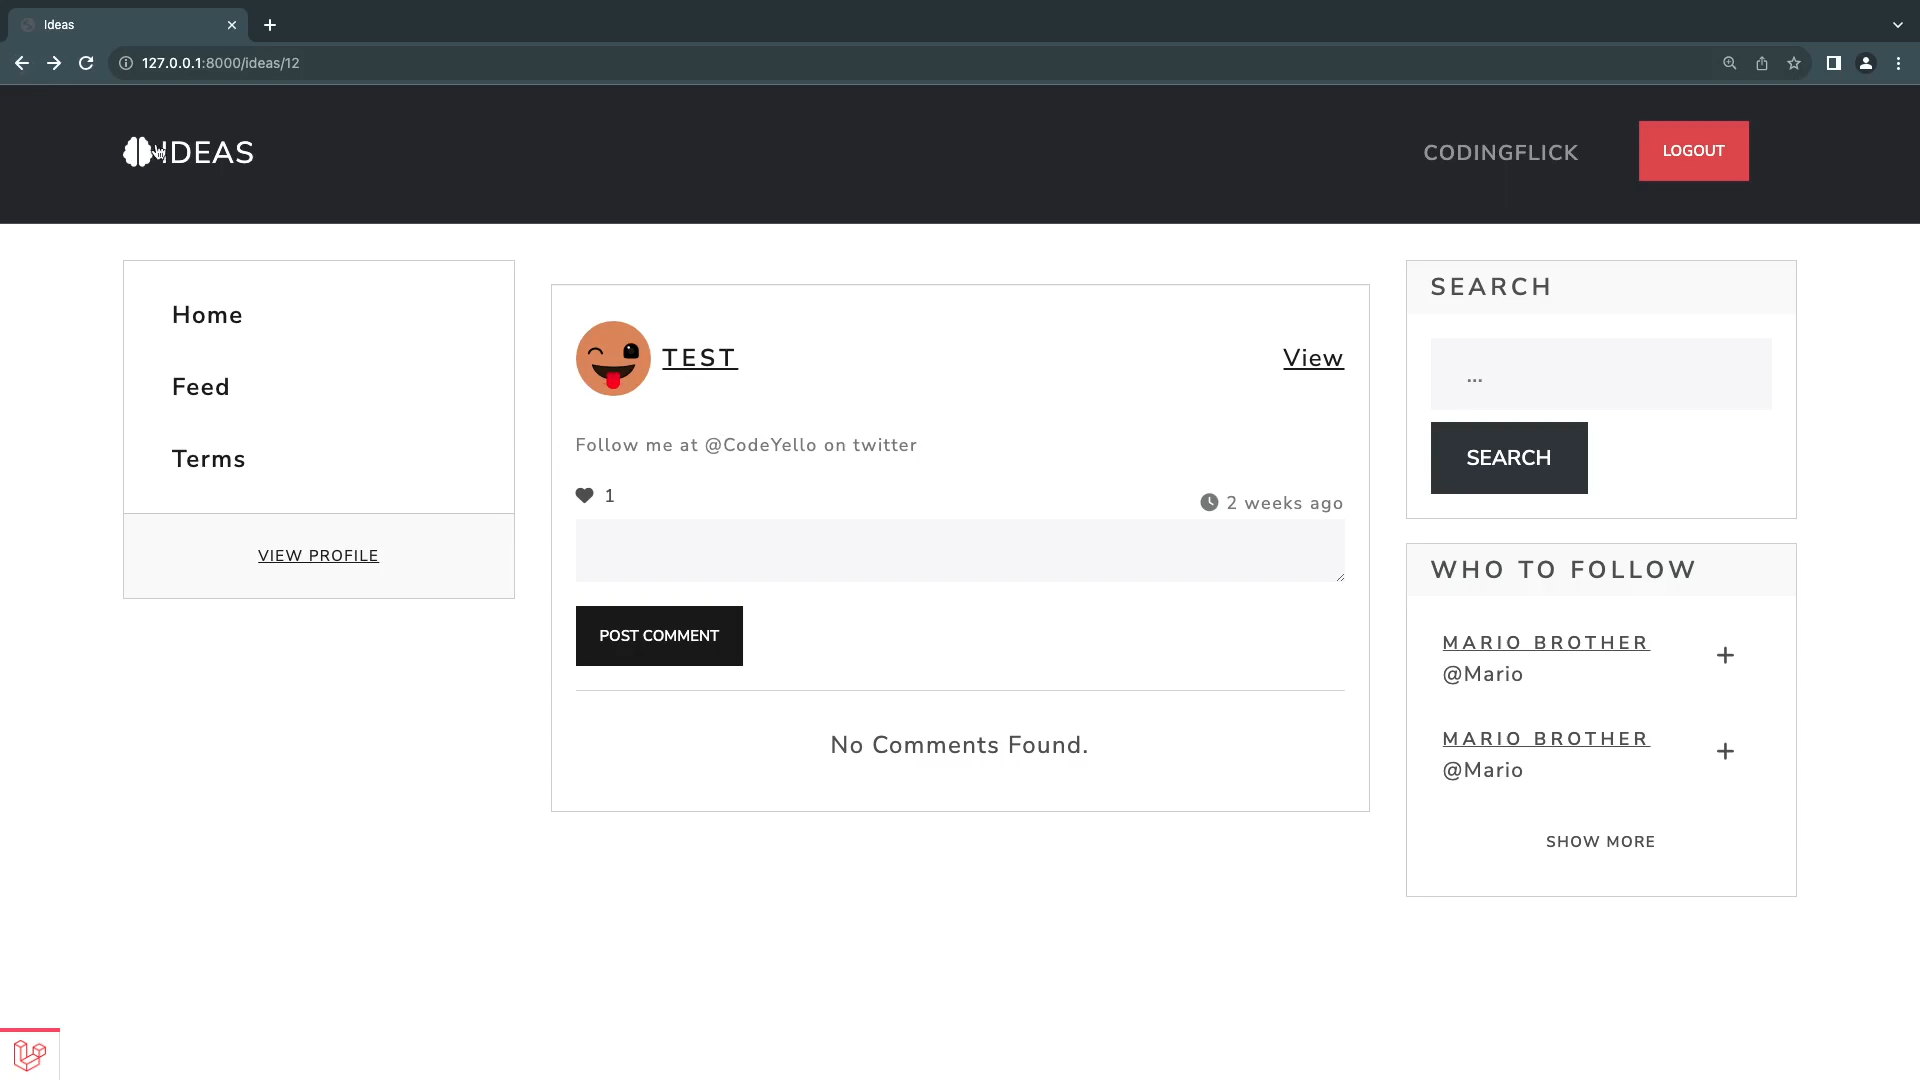 Ideas
127.0.0.1:8000/ideas/12
IDEAS
CODINGFLICK
LOGOUT
Home
Feed
Terms
VIEW PROFILE
TEST
View
Follow me at @CodeYello on twitter
1
2 weeks ago
POST COMMENT
No Comments Found.
SEARCH
...
SEARCH
WHO TO FOLLOW
MARIO BROTHER
@Mario
MARIO BROTHER
@Mario
SHOW MORE